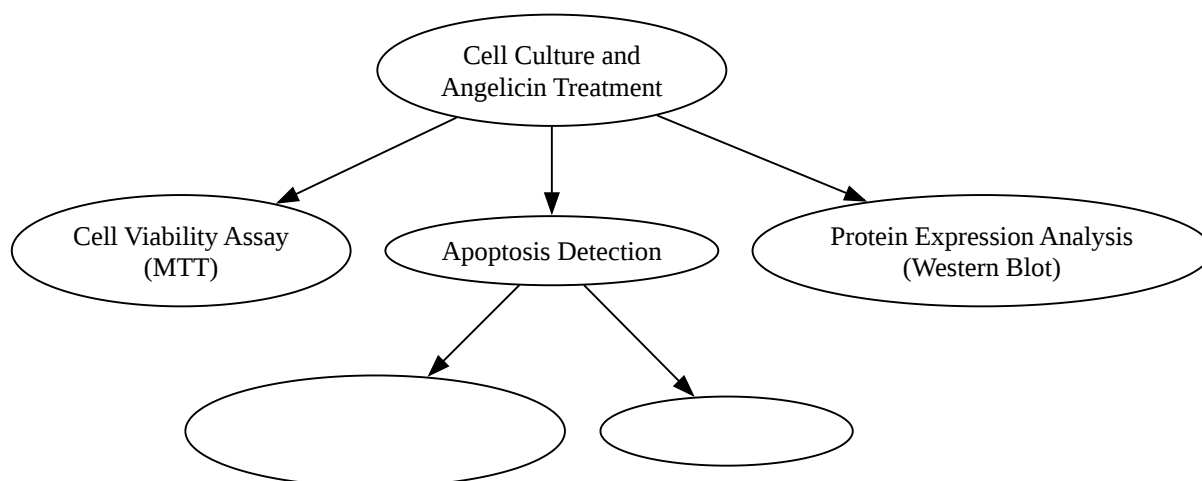 Cell Culture and
Angelicin Treatment
Cell Viability Assay
(MTT)
Apoptosis Detection
Protein Expression Analysis
(Western Blot)